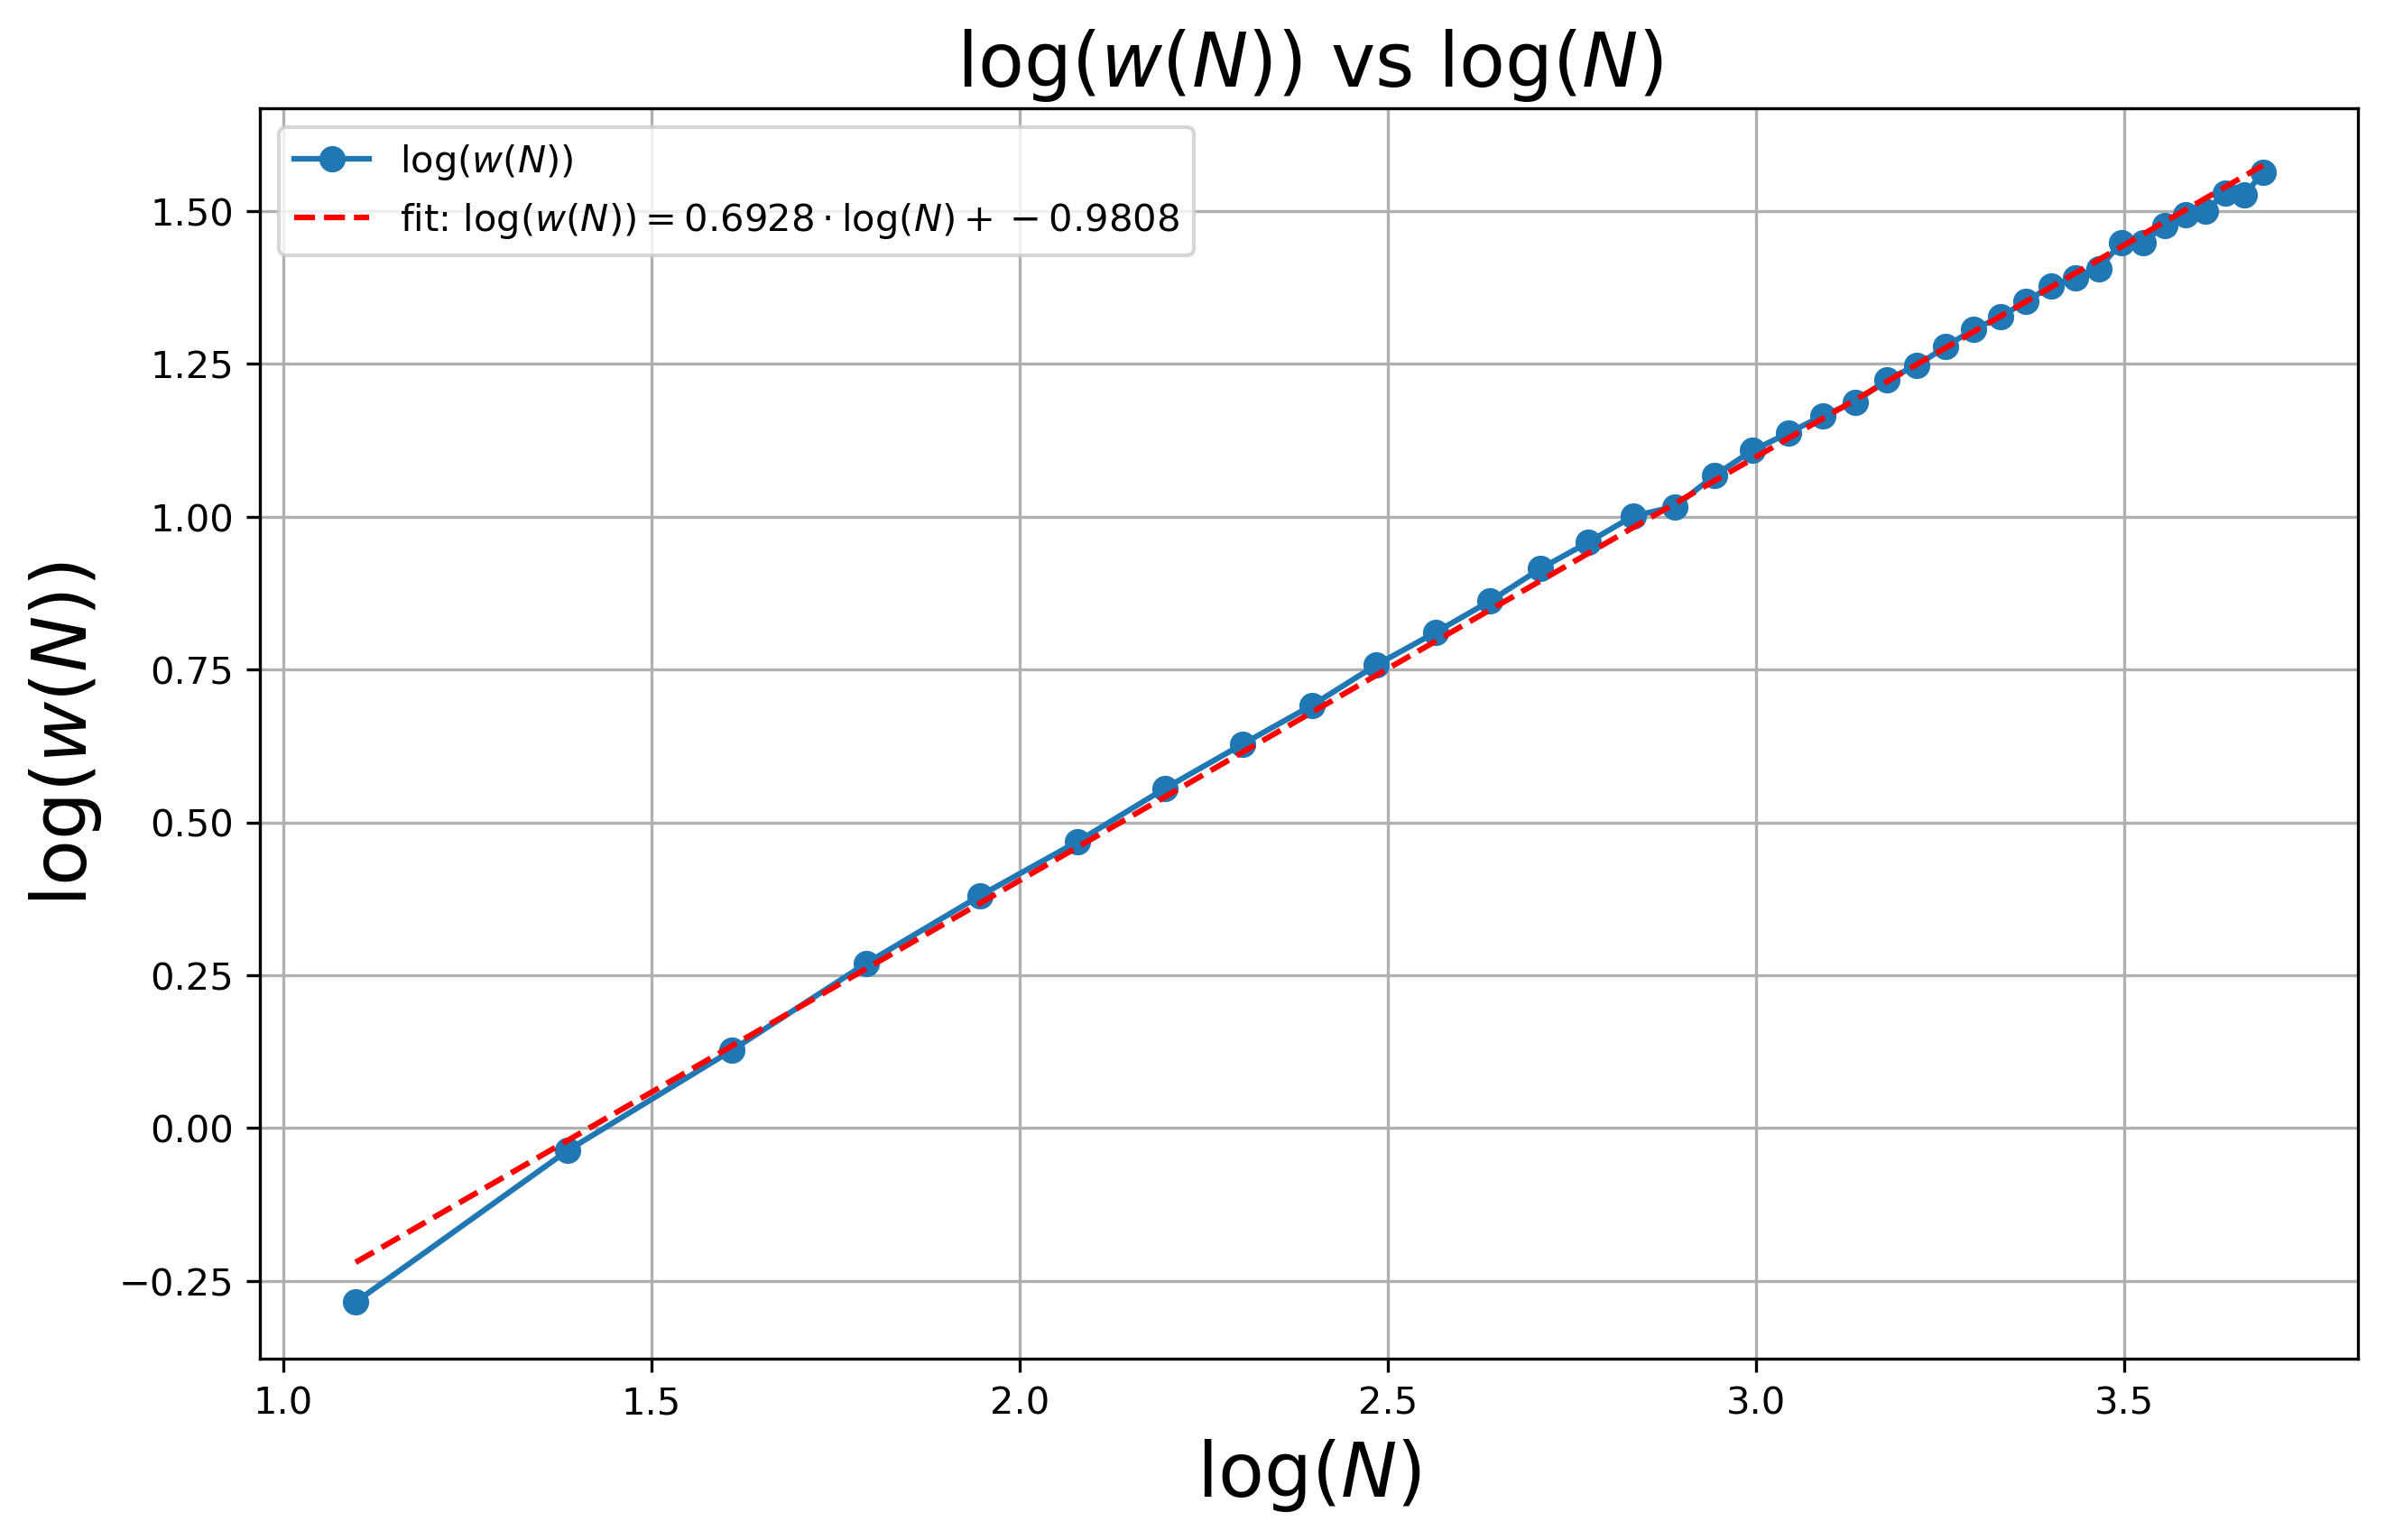 log(w(N)) vs log(N)
log(w(N))
fit: log(w(N)) = 0.6928 · log(N) + − 0.9808
1.50
1.25
1.00
0.75
0.50
0.25
0.00
−0.25
log(w(N))
1.0 1.5 2.0 2.5 3.0 3.5
log(N)